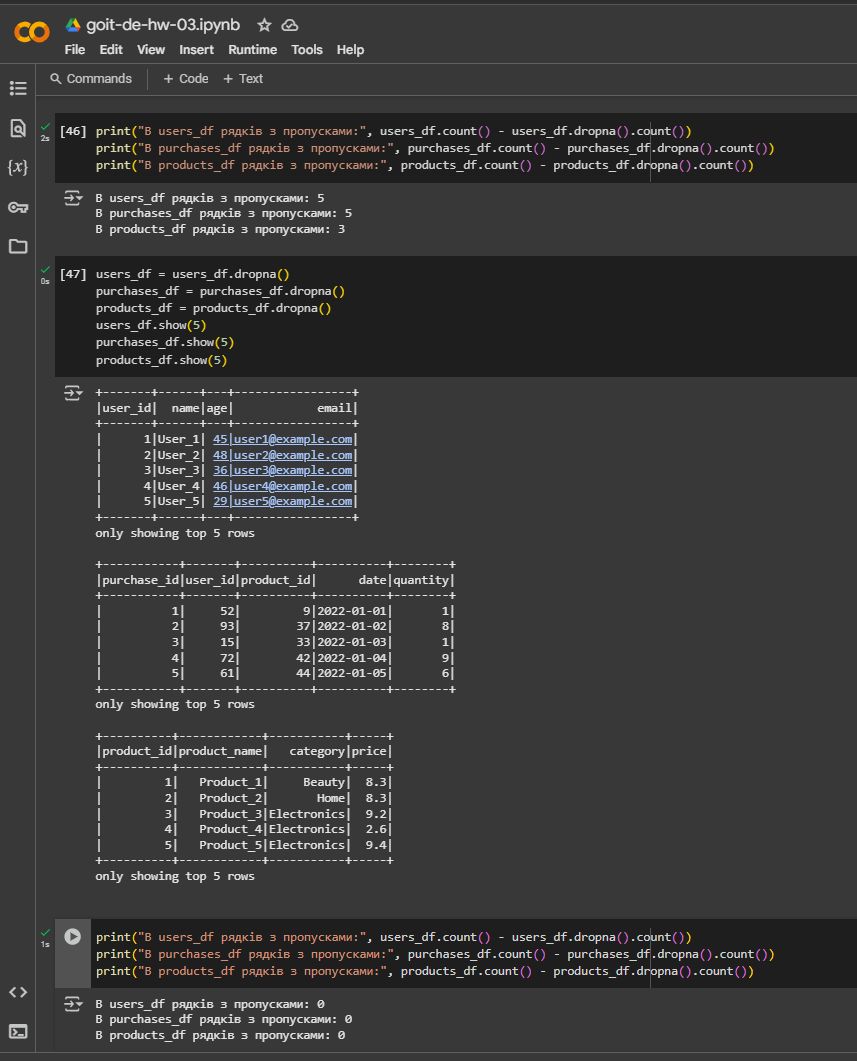 goit-de-hw-03.ipynb
File Edit View Insert Runtime Tools Help
Commands + Code + Text
2s
[46] print("В users_df рядків з пропусками:", users_df.count() - users_df.dropna().count())
print("В purchases_df рядків з пропусками:", purchases_df.count() - purchases_df.dropna().count())
print("В products_df рядків з пропусками:", products_df.count() - products_df.dropna().count())
В users_df рядків з пропусками: 5
В purchases_df рядків з пропусками: 5
В products_df рядків з пропусками: 3
0s
[47] users_df = users_df.dropna()
purchases_df = purchases_df.dropna()
products_df = products_df.dropna()
users_df.show(5)
purchases_df.show(5)
products_df.show(5)
+-------+------+---+-----------------+
|user_id|  name|age|            email|
+-------+------+---+-----------------+
|      1|User_1| 45|user1@example.com|
|      2|User_2| 48|user2@example.com|
|      3|User_3| 36|user3@example.com|
|      4|User_4| 46|user4@example.com|
|      5|User_5| 29|user5@example.com|
+-------+------+---+-----------------+
only showing top 5 rows
+-----------+-------+----------+----------+--------+
|purchase_id|user_id|product_id|      date|quantity|
+-----------+-------+----------+----------+--------+
|          1|     52|         9|2022-01-01|       1|
|          2|     93|        37|2022-01-02|       8|
|          3|     15|        33|2022-01-03|       1|
|          4|     72|        42|2022-01-04|       9|
|          5|     61|        44|2022-01-05|       6|
+-----------+-------+----------+----------+--------+
only showing top 5 rows
+----------+------------+-----------+-----+
|product_id|product_name|   category|price|
+----------+------------+-----------+-----+
|         1|   Product_1|     Beauty|  8.3|
|         2|   Product_2|       Home|  8.3|
|         3|   Product_3|Electronics|  9.2|
|         4|   Product_4|Electronics|  2.6|
|         5|   Product_5|Electronics|  9.4|
+----------+------------+-----------+-----+
only showing top 5 rows
1s
print("В users_df рядків з пропусками:", users_df.count() - users_df.dropna().count())
print("В purchases_df рядків з пропусками:", purchases_df.count() - purchases_df.dropna().count())
print("В products_df рядків з пропусками:", products_df.count() - products_df.dropna().count())
В users_df рядків з пропусками: 0
В purchases_df рядків з пропусками: 0
В products_df рядків з пропусками: 0